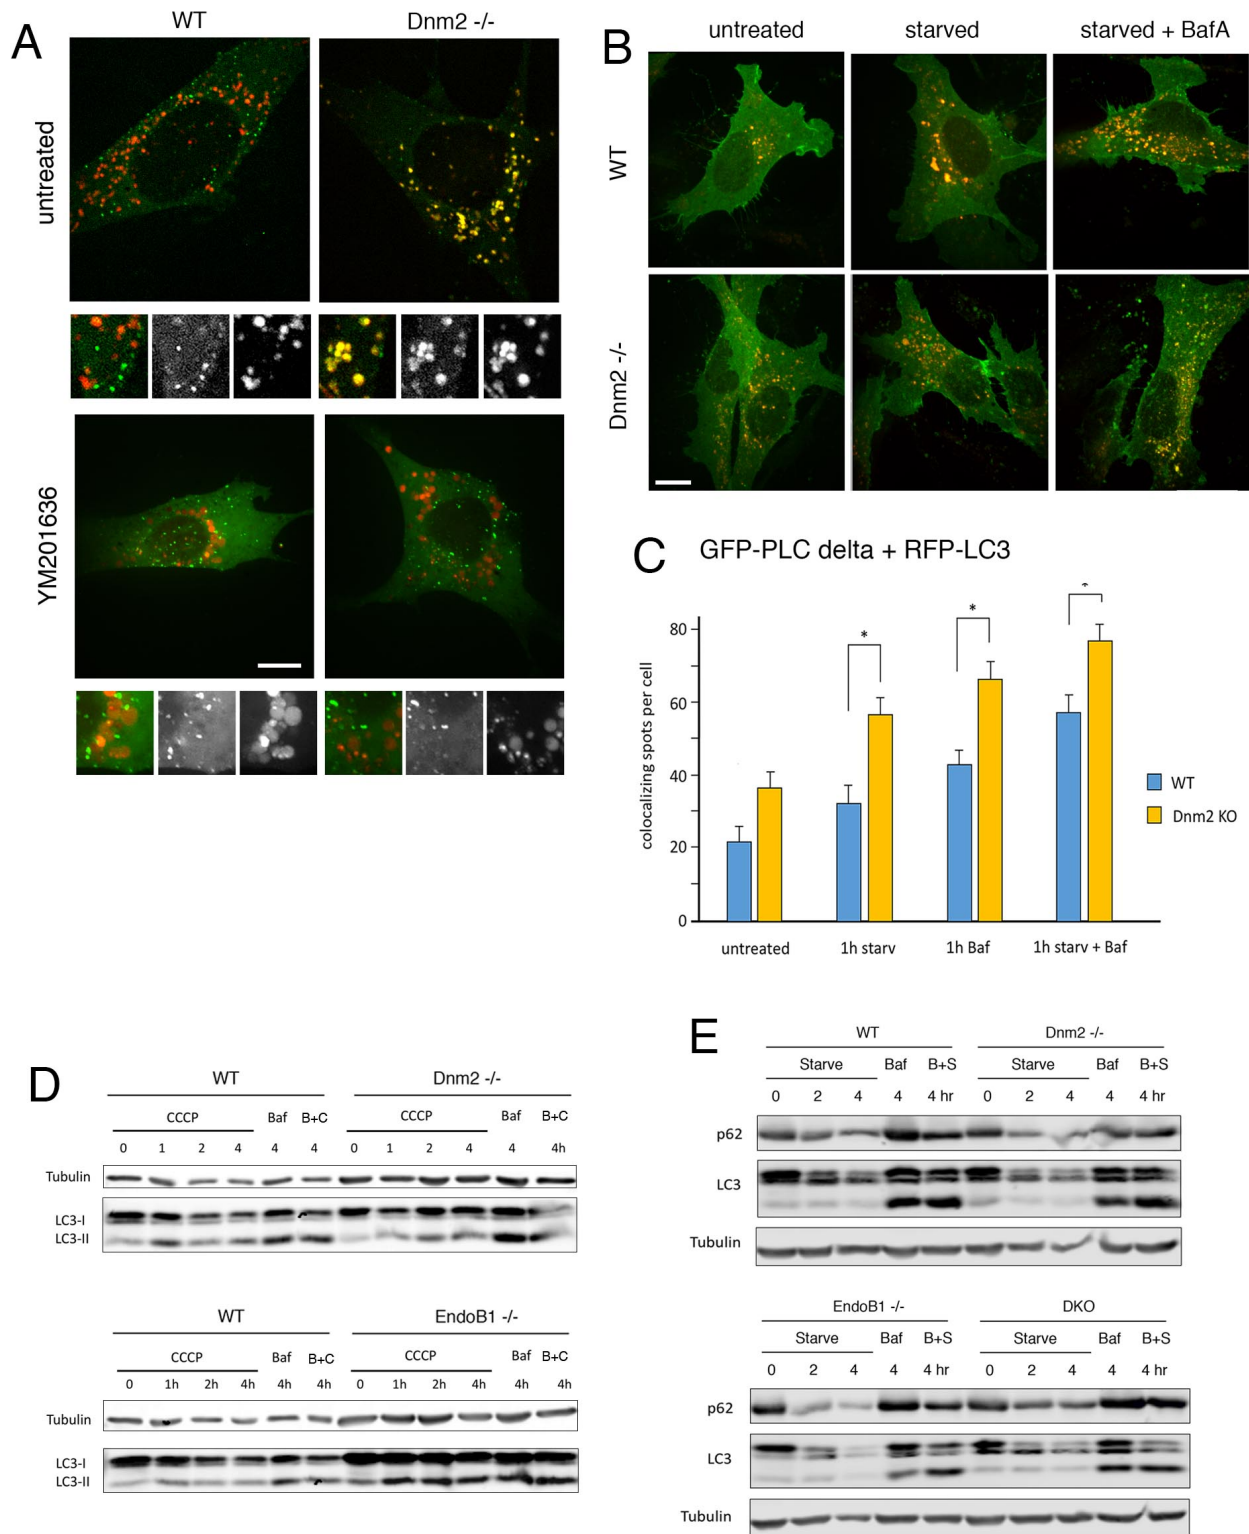 A
WT
Dnm2 -/-
untreated
YM201636
B
untreated
starved
starved + BafA
WT
Dnm2 -/-
C
GFP-PLC delta + RFP-LC3
colocalizing spots per cell
80
60
40
20
0
*
*
*
untreated
1h starv
1h Baf
1h starv + Baf
WT
Dnm2 KO
D
WT
Dnm2 -/-
CCCP
Baf
B+C
CCCP
Baf
B+C
0 1 2 4 4 4 0 1 2 4 4 4h
Tubulin
LC3-I
LC3-II
WT
EndoB1 -/-
CCCP
Baf
B+C
CCCP
Baf
B+C
0 1h 2h 4h 4h 4h 0 1h 2h 4h 4h 4h
Tubulin
LC3-I
LC3-II
E
WT
Dnm2 -/-
Starve
Baf
B+S
Starve
Baf
B+S
0 2 4 4 4 hr 0 2 4 4 4 hr
p62
LC3
Tubulin
EndoB1 -/-
DKO
Starve
Baf
B+S
Starve
Baf
B+S
0 2 4 4 4 hr 0 2 4 4 4 hr
p62
LC3
Tubulin